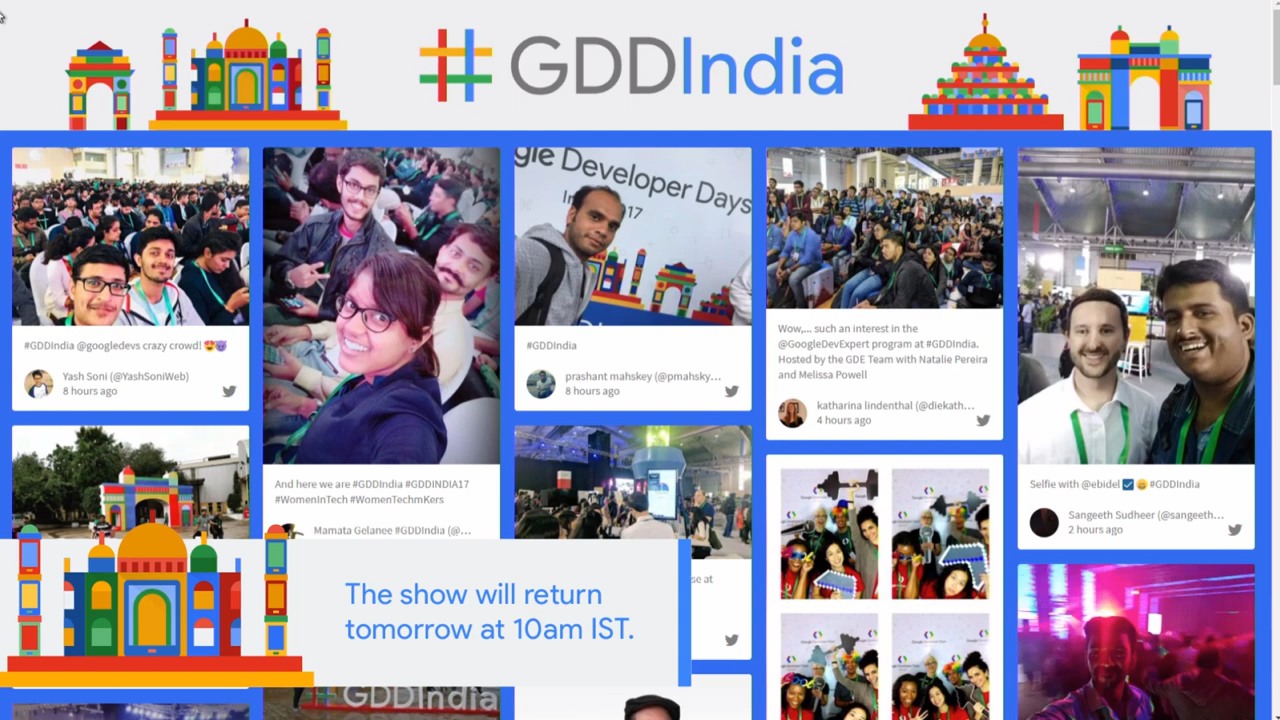 #GDDIndia
#GDDIndia @googledevs crazy crowd! 😍😈
Yash Soni (@YashSoniWeb)
8 hours ago
And here we are #GDDIndia #GDDINDIA17
#WomenInTech #WomenTechmKers
Mamata Gelanee #GDDIndia (@...
#GDDIndia
gle Developer Days
17
#GDDIndia
prashant mahskey (@pmahsky...
8 hours ago
se at
Wow,... such an interest in the
@GoogleDevExpert program at #GDDIndia.
Hosted by the GDE Team with Natalie Pereira
and Melissa Powell
katharina lindenthal (@diekath...
4 hours ago
Selfie with @ebidel ☑️😄 #GDDIndia
Sangeeth Sudheer (@sangeeth...
2 hours ago
The show will return
tomorrow at 10am IST.